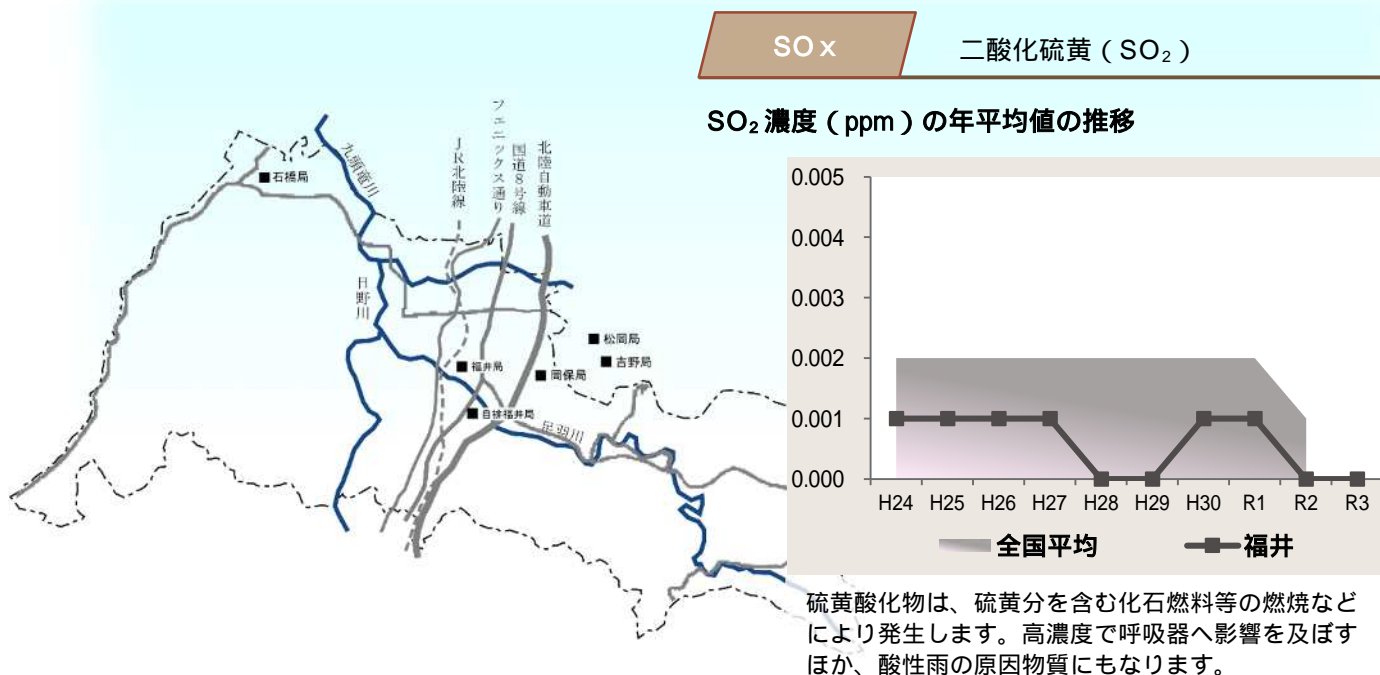 SOx
二酸化硫黄（SO₂）
SO₂濃度（ppm）の年平均値の推移
0.005
0.004
0.003
0.002
0.001
0.000
H24 H25 H26 H27 H28 H29 H30 R1 R2 R3
全国平均 福井
硫黄酸化物は、硫黄分を含む化石燃料等の燃焼など
により発生します。高濃度で呼吸器へ影響を及ぼす
ほか、酸性雨の原因物質にもなります。
石橋局
九頭竜川
JR北陸線
フェニックス通り
国道8号線
北陸自動車道
日野川
松岡局
吉野局
福井局
岡保局
自排福井局
足羽川